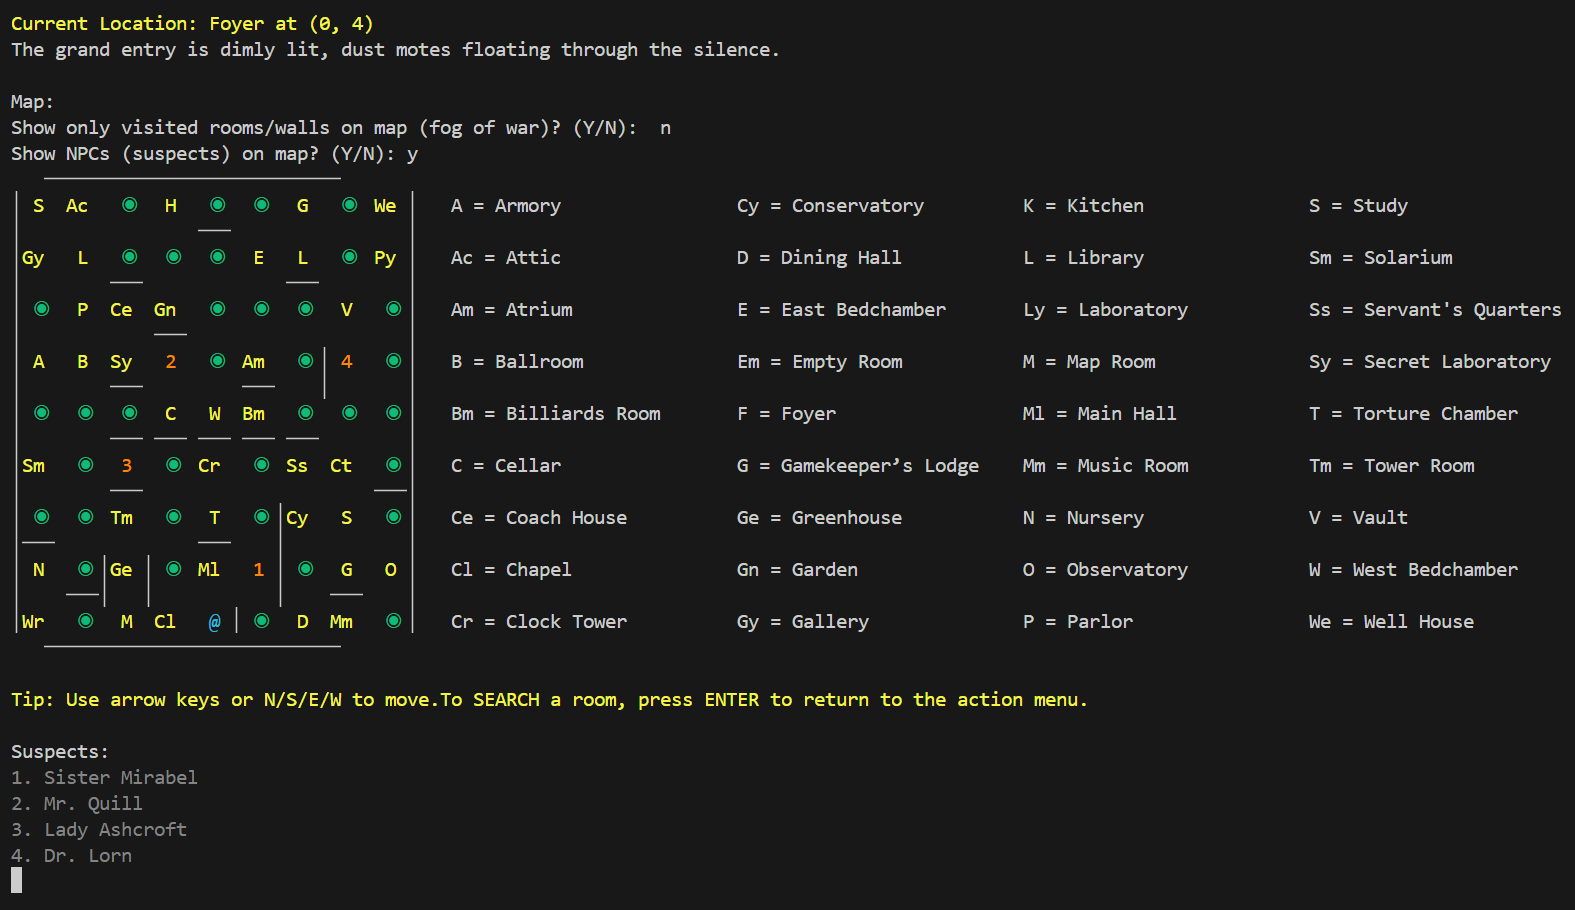 Current Location: Foyer at (0, 4)
The grand entry is dimly lit, dust motes floating through the silence.
Map:
Show only visited rooms/walls on map (fog of war)? (Y/N):  n
Show NPCs (suspects) on map? (Y/N): y
S Ac ◉ H ◉ ◉ G ◉ We A = Armory Cy = Conservatory K = Kitchen S = Study
Gy L ◉ ◉ ◉ E L ◉ Py Ac = Attic D = Dining Hall L = Library Sm = Solarium
◉ P Ce Gn ◉ ◉ ◉ V ◉ Am = Atrium E = East Bedchamber Ly = Laboratory Ss = Servant's Quarters
A B Sy 2 ◉ Am ◉ | 4 ◉ B = Ballroom Em = Empty Room M = Map Room Sy = Secret Laboratory
◉ ◉ ◉ C W Bm ◉ ◉ ◉ Bm = Billiards Room F = Foyer Ml = Main Hall T = Torture Chamber
Sm ◉ 3 ◉ Cr ◉ Ss Ct ◉ C = Cellar G = Gamekeeper’s Lodge Mm = Music Room Tm = Tower Room
◉ ◉ Tm ◉ T ◉ | Cy S ◉ Ce = Coach House Ge = Greenhouse N = Nursery V = Vault
N ◉ | Ge | ◉ Ml 1 | ◉ G O Cl = Chapel Gn = Garden O = Observatory W = West Bedchamber
Wr ◉ M Cl @ | ◉ D Mm ◉ Cr = Clock Tower Gy = Gallery P = Parlor We = Well House
Tip: Use arrow keys or N/S/E/W to move.To SEARCH a room, press ENTER to return to the action menu.
Suspects:
1. Sister Mirabel
2. Mr. Quill
3. Lady Ashcroft
4. Dr. Lorn